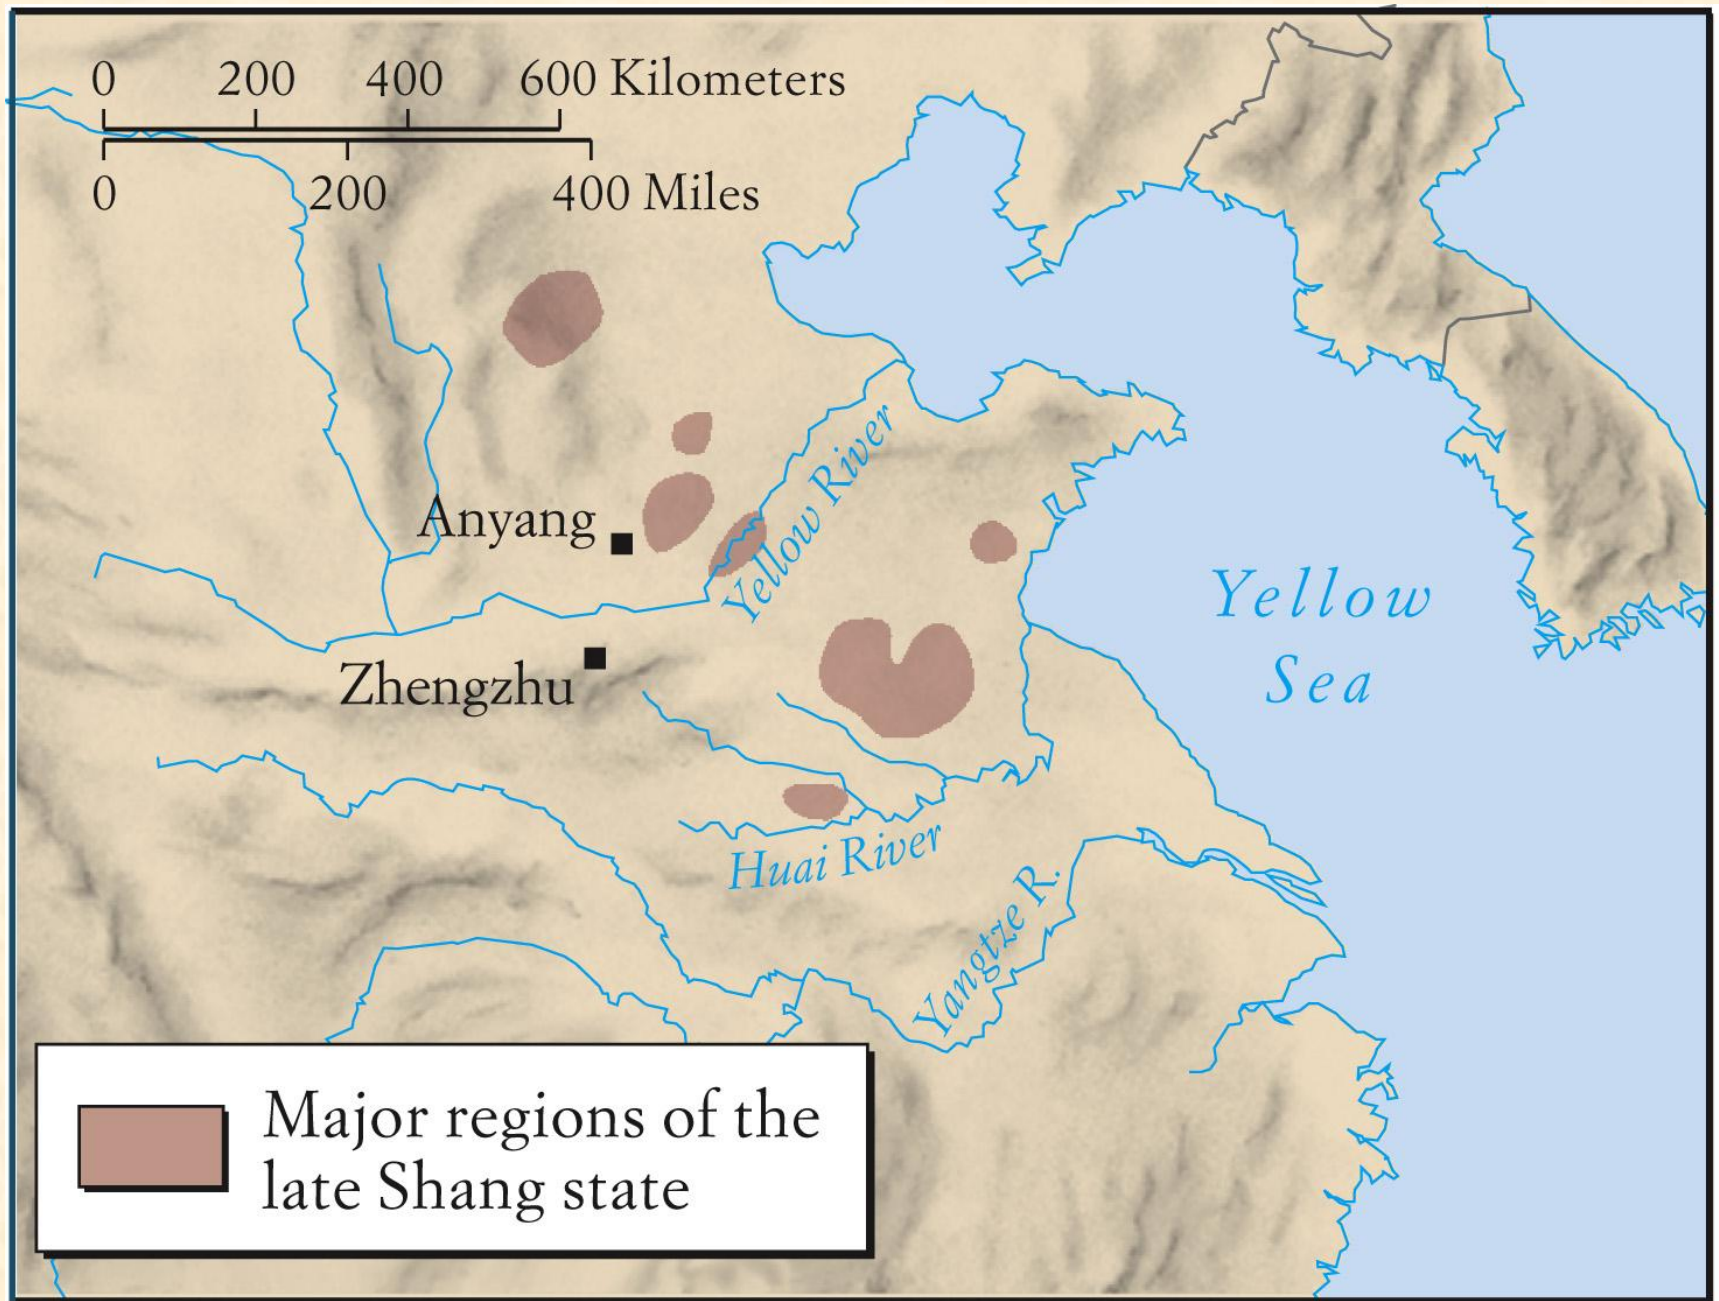 0 200 400 600 Kilometers
0 200 400 Miles
Anyang
Yellow River
Zhengzhu
Yellow
Sea
Huai River
Yangtze R.
Major regions of the
late Shang state